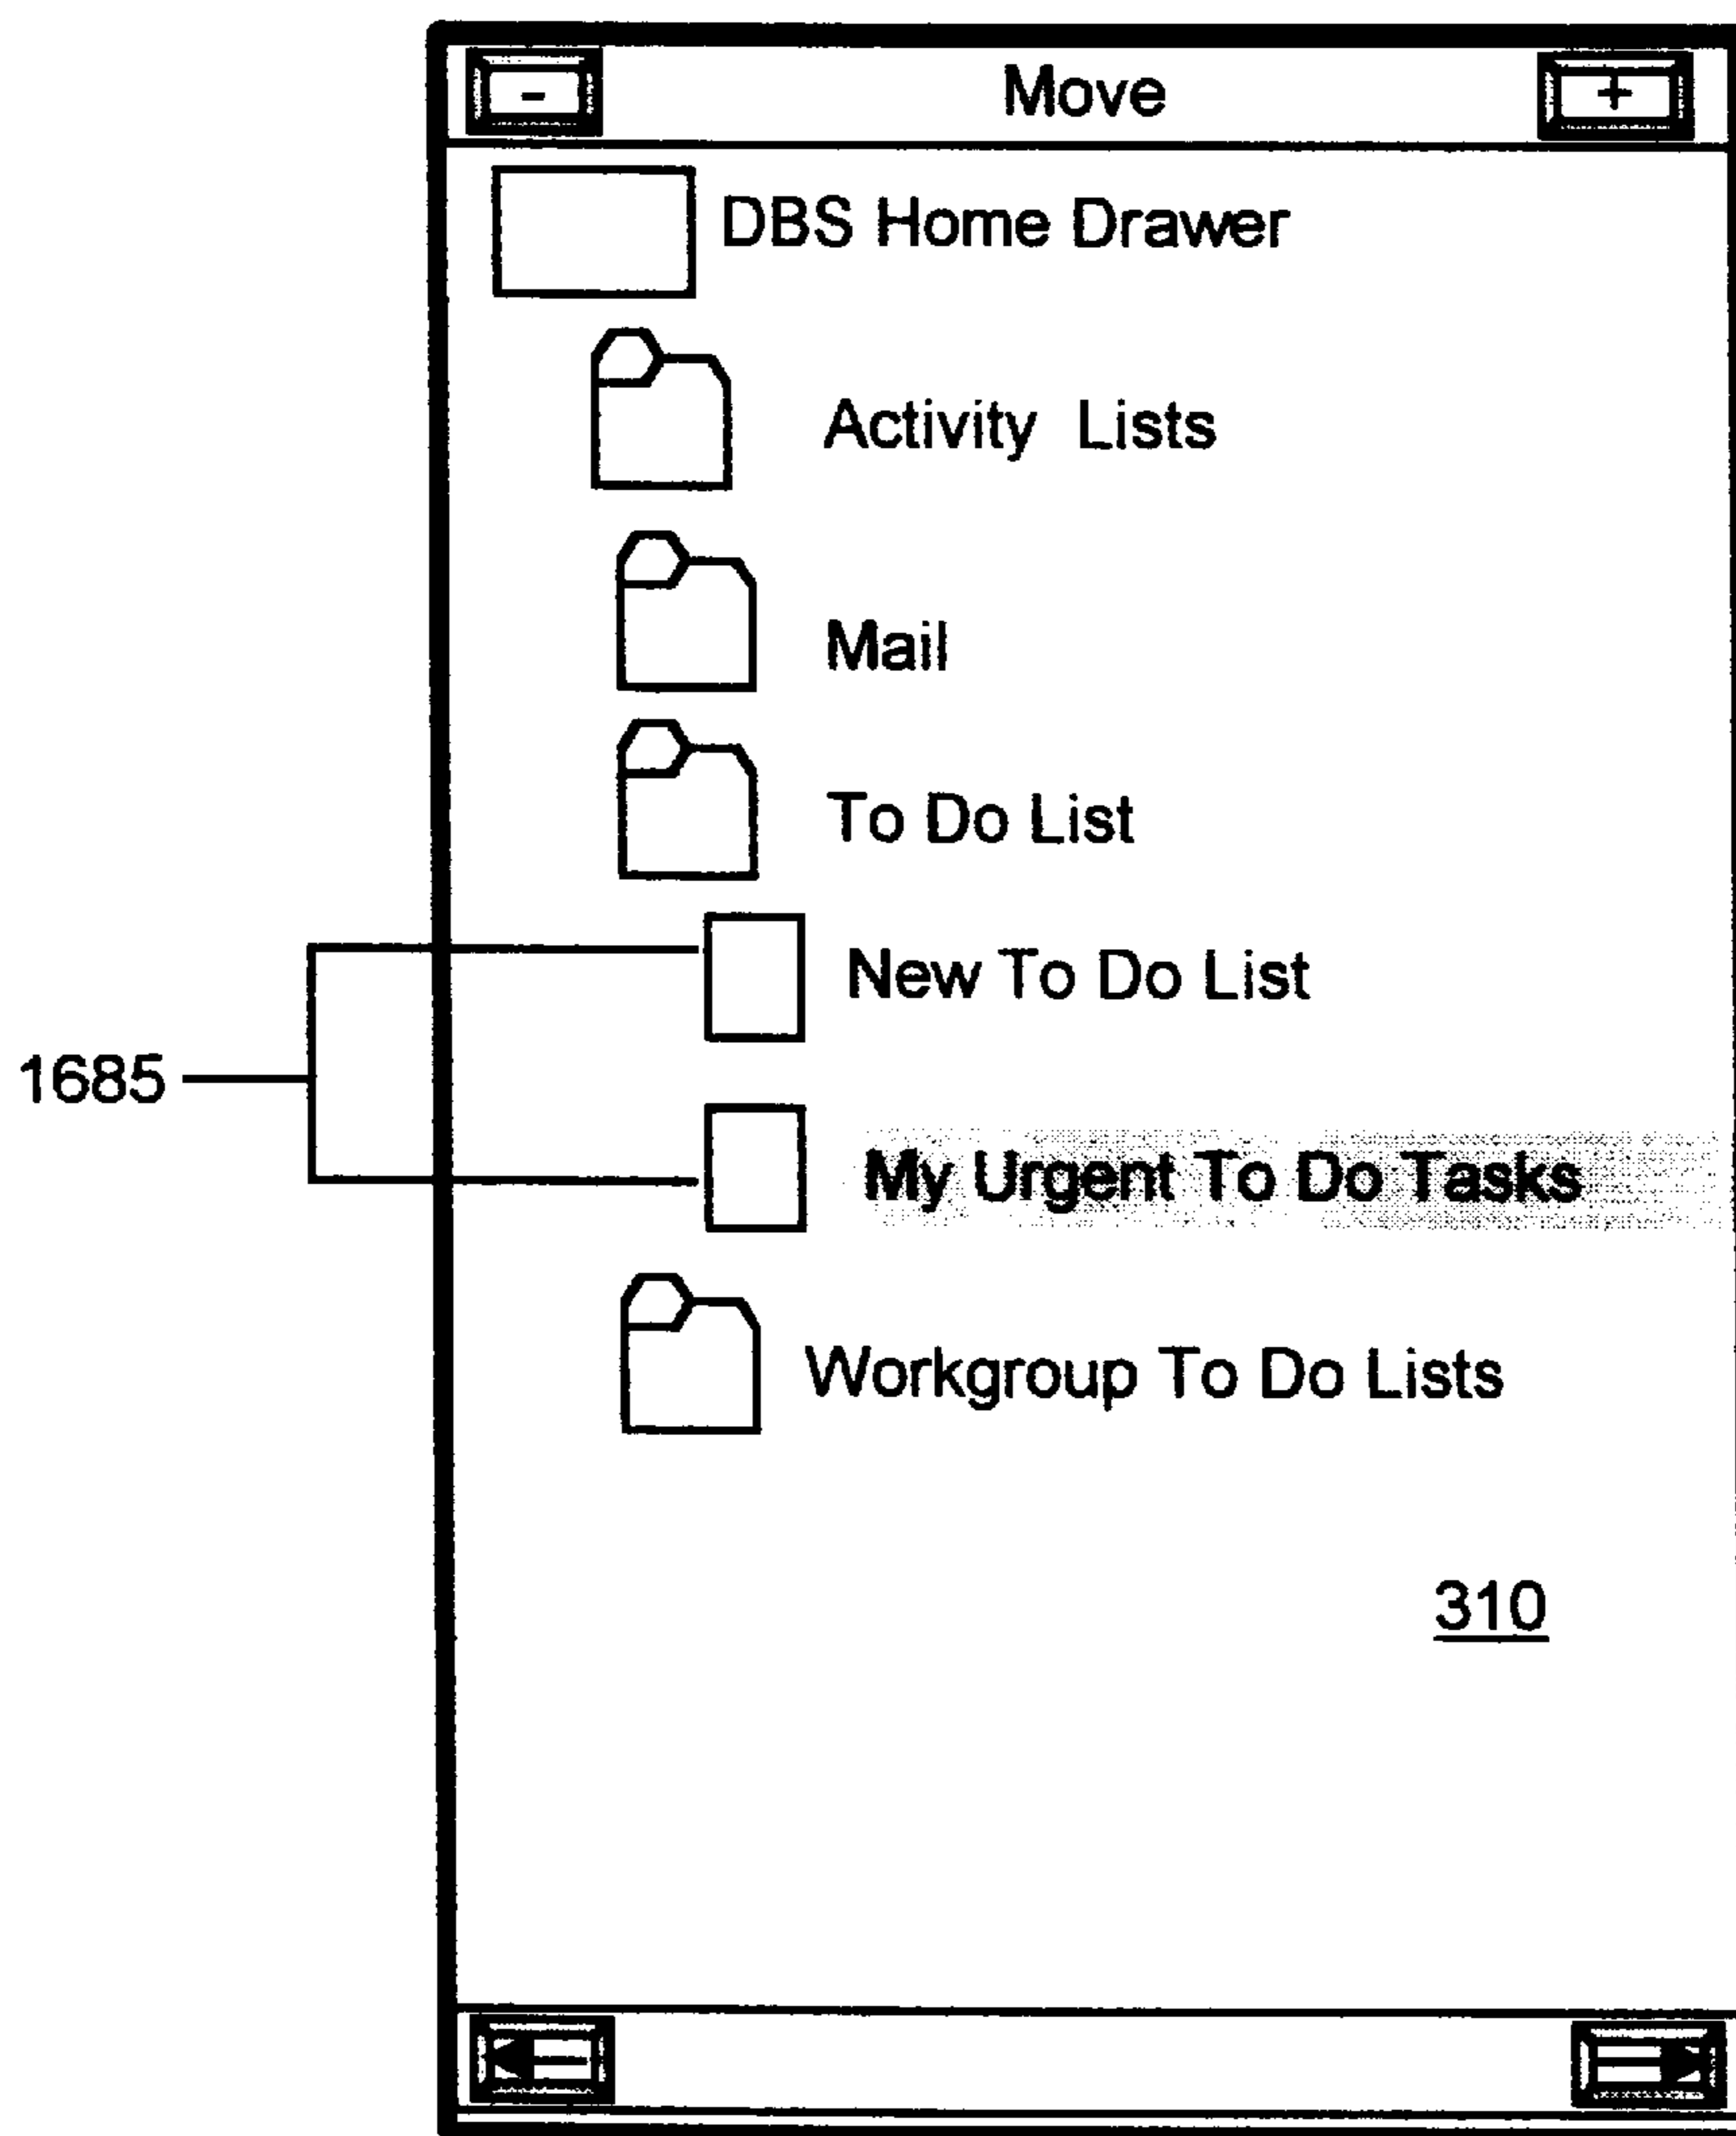 - Move +
DBS Home Drawer
Activity Lists
Mail
To Do List
New To Do List
1685
My Urgent To Do Tasks
Workgroup To Do Lists
310